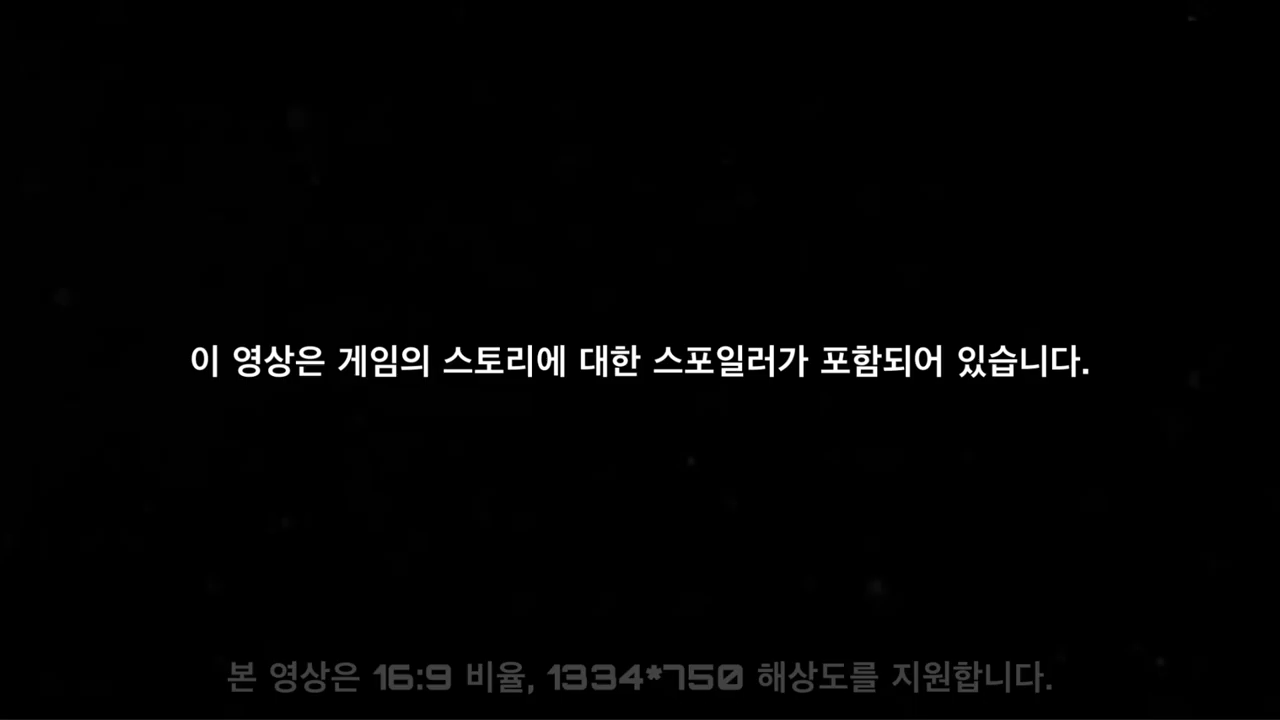 이 영상은 게임의 스토리에 대한 스포일러가 포함되어 있습니다.
본 영상은 16:9 비율, 1334*750 해상도를 지원합니다.